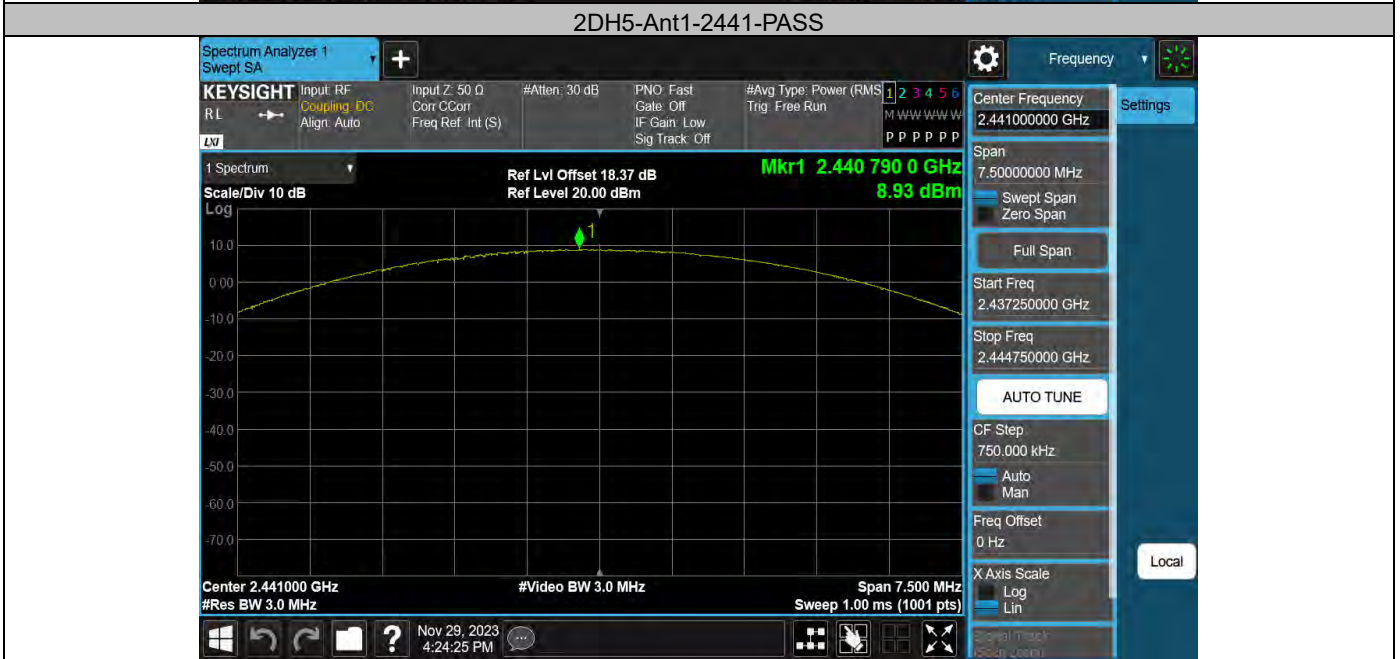 2DH5-Ant1-2441-PASS
Spectrum Analyzer 1
Swept SA
+
Frequency
KEYSIGHT
RL
LXI
Input: RF
Coupling: DC
Align: Auto
Input Z: 50 Ω
Corr CCorr
Freq Ref: Int (S)
#Atten: 30 dB
PNO: Fast
Gate: Off
IF Gain: Low
Sig Track: Off
#Avg Type: Power (RMS
Trig: Free Run
1 2 3 4 5 6
M W W W W W
P P P P P P
Center Frequency
2.441000000 GHz
Settings
1 Spectrum
Scale/Div 10 dB
Ref Lvl Offset 18.37 dB
Ref Level 20.00 dBm
Mkr1 2.440 790 0 GHz
8.93 dBm
Span
7.50000000 MHz
Swept Span
Zero Span
Full Span
Start Freq
2.437250000 GHz
Stop Freq
2.444750000 GHz
AUTO TUNE
CF Step
750.000 kHz
Auto
Man
Freq Offset
0 Hz
X Axis Scale
Log
Lin
Signal Track
(Span Zoom)
Local
Log
1
10.0
0.00
-10.0
-20.0
-30.0
-40.0
-50.0
-60.0
-70.0
Center 2.441000 GHz
#Res BW 3.0 MHz
#Video BW 3.0 MHz
Span 7.500 MHz
Sweep 1.00 ms (1001 pts)
?
Nov 29, 2023
4:24:25 PM